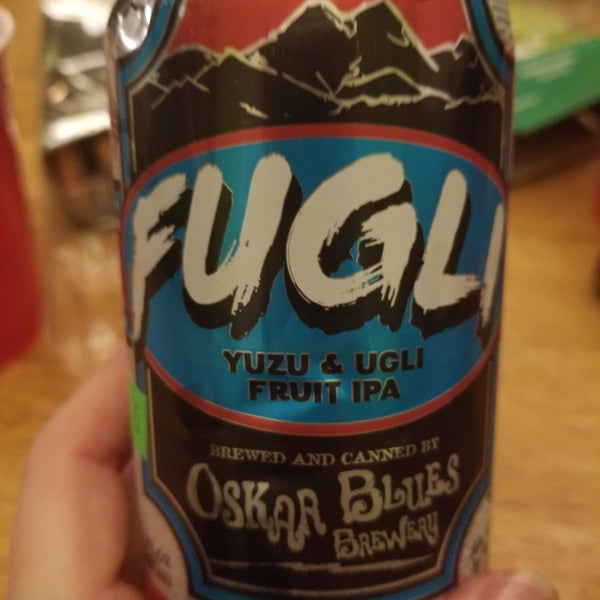 FUGLI
YUZU & UGLI
FRUIT IPA
BREWED AND CANNED BY
OSKAR BLUES
BREWERY